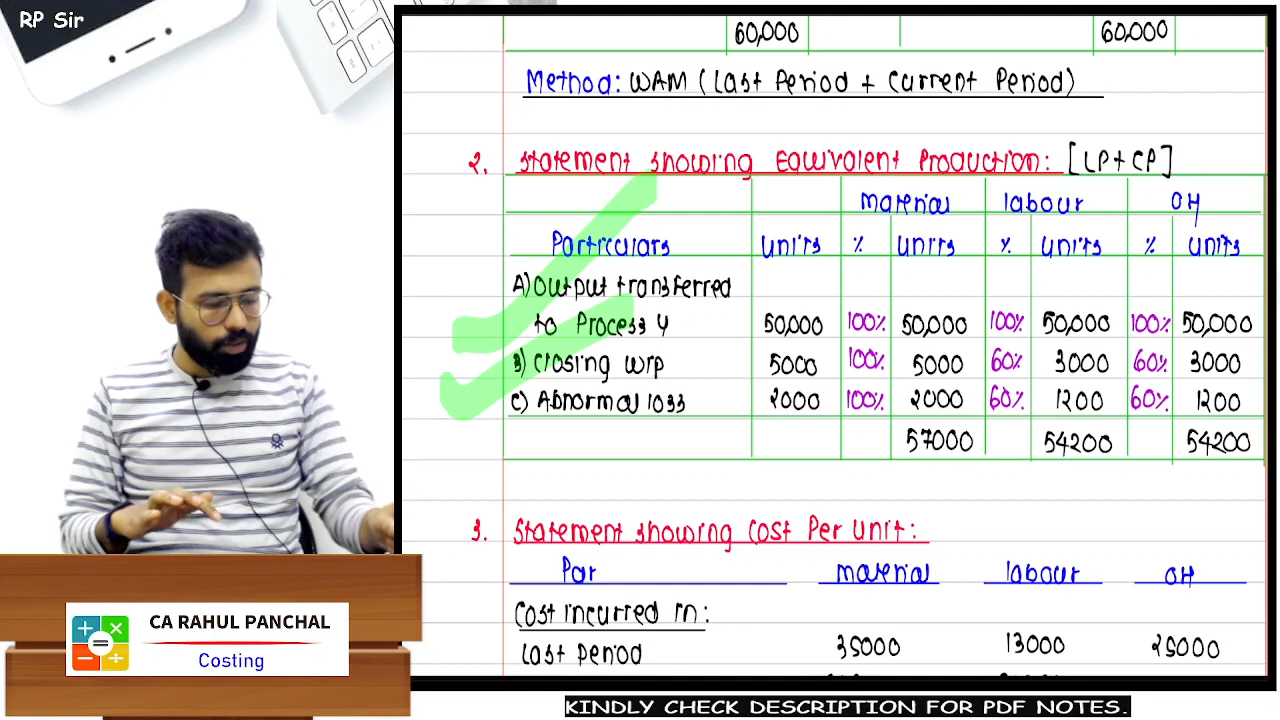 RP Sir
60,000 60,000
Method: WAM (Last Period + Current Period)
2. Statement showing Equivalent Production: [LP + CP]
Material Labour OH
Particulars Units % Units % Units % Units
A) Output transferred
to Process 4 50,000 100% 50,000 100% 50,000 100% 50,000
B) Closing WIP 5000 100% 5000 60% 3000 60% 3000
C) Abnormal loss 2000 100% 2000 60% 1200 60% 1200
57000 54200 54200
3. Statement showing Cost Per Unit:
Par Material Labour OH
Cost incurred in:
Last Period 35000 13000 25000
CA RAHUL PANCHAL
Costing
KINDLY CHECK DESCRIPTION FOR PDF NOTES.